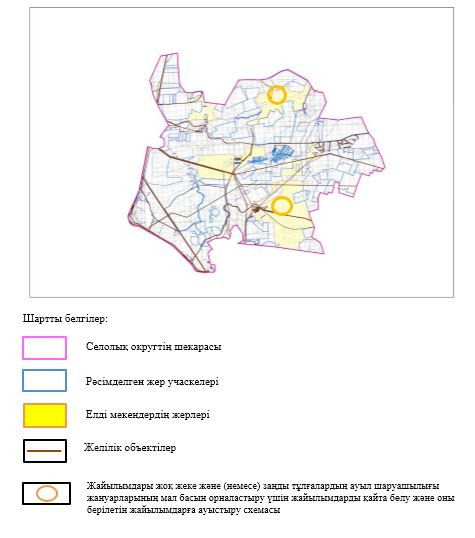 Шартты белгілер:
Селолық округтің шекарасы
Рәсімделген жер учаскелері
Елді мекендердің жерлері
Желілік объектілер
Жайылымдары жоқ жеке және (немесе) заңды тұлғалардың ауыл шаруашылығы
жануарларының мал басын орналастыру үшін жайылымдарды қайта бөлу және оны
берілетін жайылымдарға ауыстыру схемасы